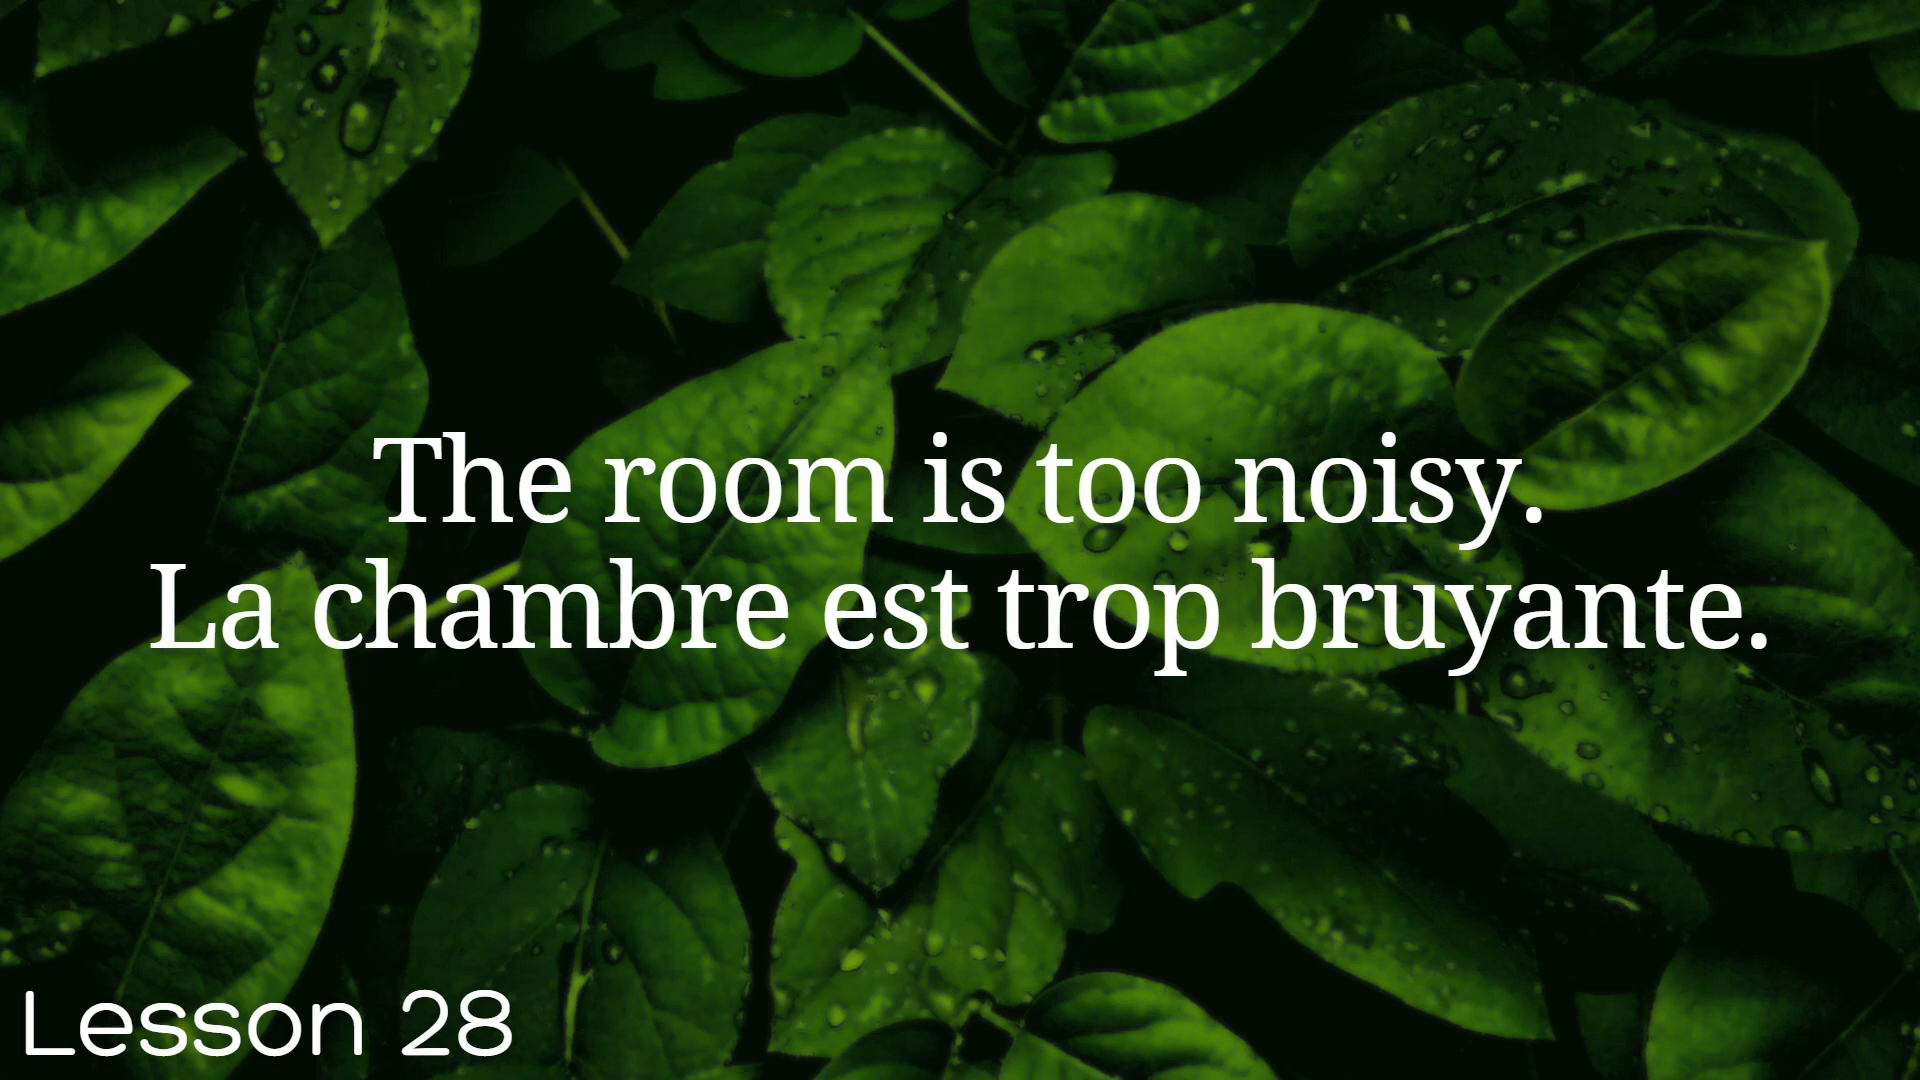 The room is too noisy.
La chambre est trop bruyante.
Lesson 28